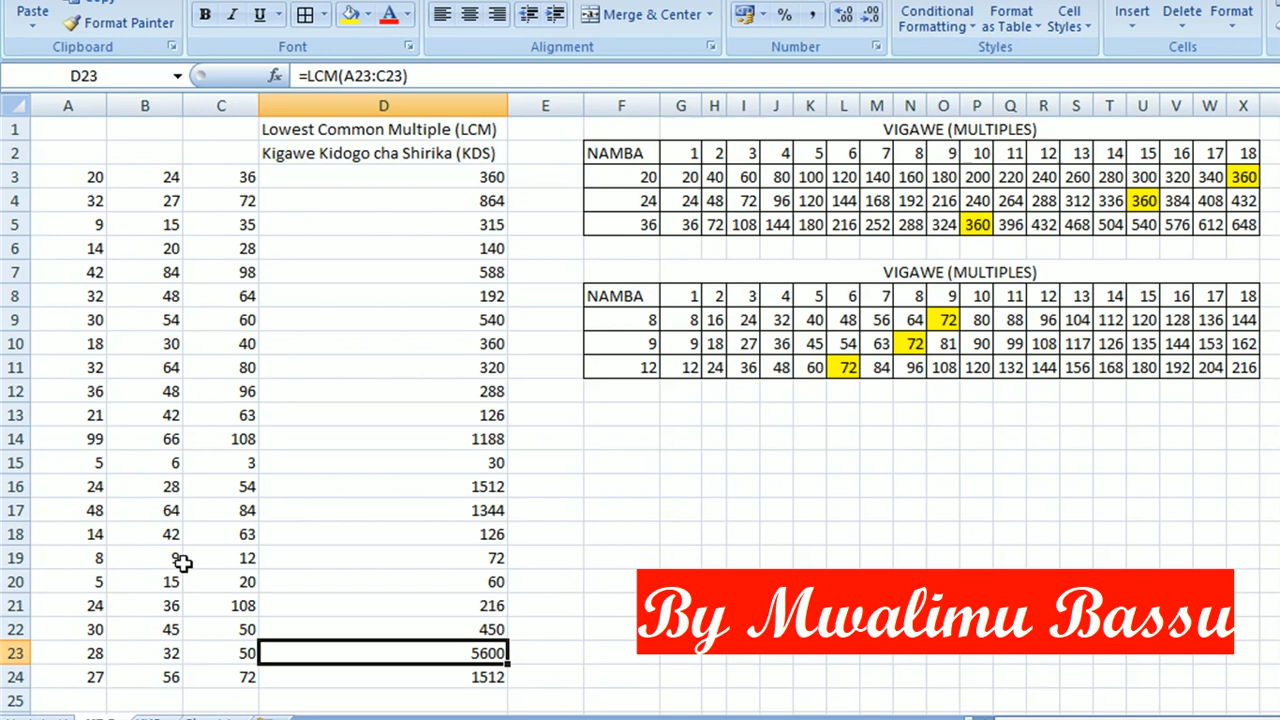 Copy
Paste
Format Painter
B I U
A
Merge & Center
% ,
Conditional Formatting
Format as Table
Cell Styles
Insert
Delete
Format
Clipboard
Font
Alignment
Number
Styles
Cells
D23
fx
=LCM(A23:C23)
A B C D E F G H I J K L M N O P Q R S T U V W X
1 Lowest Common Multiple (LCM) VIGAWE (MULTIPLES)
2 Kigawe Kidogo cha Shirika (KDS) NAMBA 1 2 3 4 5 6 7 8 9 10 11 12 13 14 15 16 17 18
3 20 24 36 360 20 20 40 60 80 100 120 140 160 180 200 220 240 260 280 300 320 340 360
4 32 27 72 864 24 24 48 72 96 120 144 168 192 216 240 264 288 312 336 360 384 408 432
5 9 15 35 315 36 36 72 108 144 180 216 252 288 324 360 396 432 468 504 540 576 612 648
6 14 20 28 140
7 42 84 98 588 VIGAWE (MULTIPLES)
8 32 48 64 192 NAMBA 1 2 3 4 5 6 7 8 9 10 11 12 13 14 15 16 17 18
9 30 54 60 540 8 8 16 24 32 40 48 56 64 72 80 88 96 104 112 120 128 136 144
10 18 30 40 360 9 9 18 27 36 45 54 63 72 81 90 99 108 117 126 135 144 153 162
11 32 64 80 320 12 12 24 36 48 60 72 84 96 108 120 132 144 156 168 180 192 204 216
12 36 48 96 288
13 21 42 63 126
14 99 66 108 1188
15 5 6 3 30
16 24 28 54 1512
17 48 64 84 1344
18 14 42 63 126
19 8 9 12 72
20 5 15 20 60
21 24 36 108 216
22 30 45 50 450
23 28 32 50 5600
24 27 56 72 1512
25
By Mwalimu Bassu